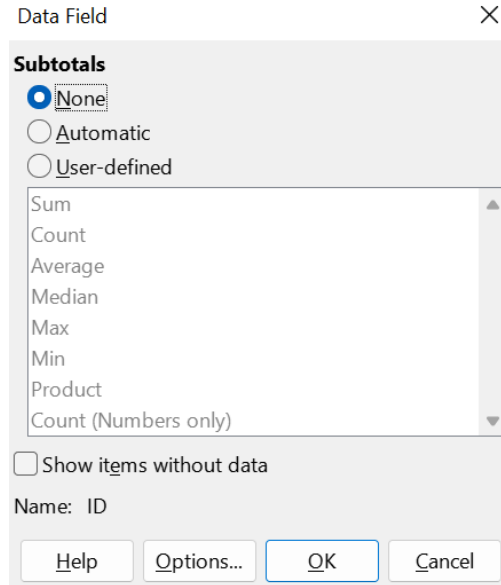 Data Field
Subtotals
None
Automatic
User-defined
Sum
Count
Average
Median
Max
Min
Product
Count (Numbers only)
Show items without data
Name: ID
Help Options... OK Cancel